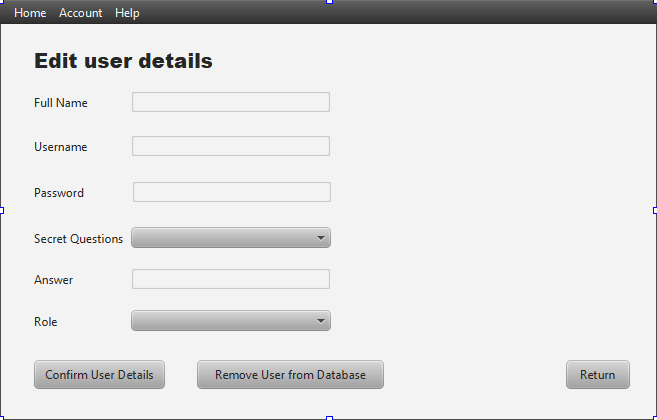 Home Account Help
Edit user details
Full Name
Username
Password
Secret Questions
Answer
Role
Confirm User Details Remove User from Database Return